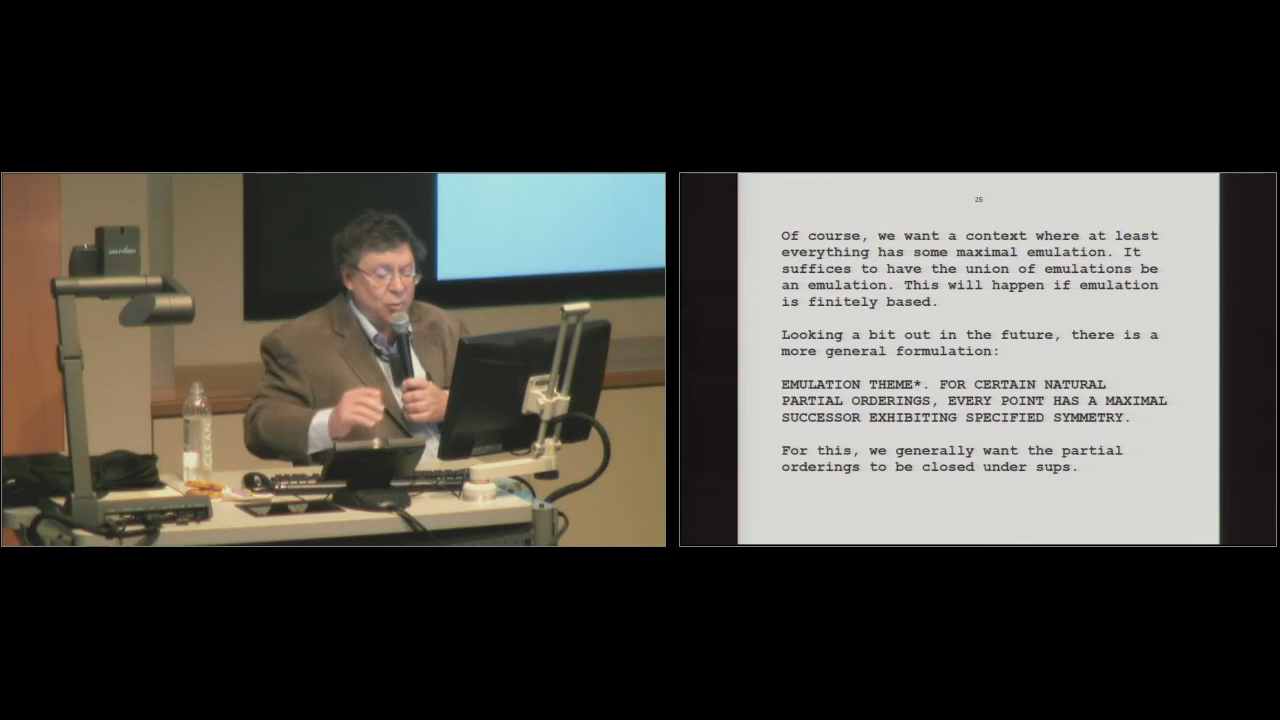 25
Of course, we want a context where at least
everything has some maximal emulation. It
suffices to have the union of emulations be
an emulation. This will happen if emulation
is finitely based.
Looking a bit out in the future, there is a
more general formulation:
EMULATION THEME*. FOR CERTAIN NATURAL
PARTIAL ORDERINGS, EVERY POINT HAS A MAXIMAL
SUCCESSOR EXHIBITING SPECIFIED SYMMETRY.
For this, we generally want the partial
orderings to be closed under sups.